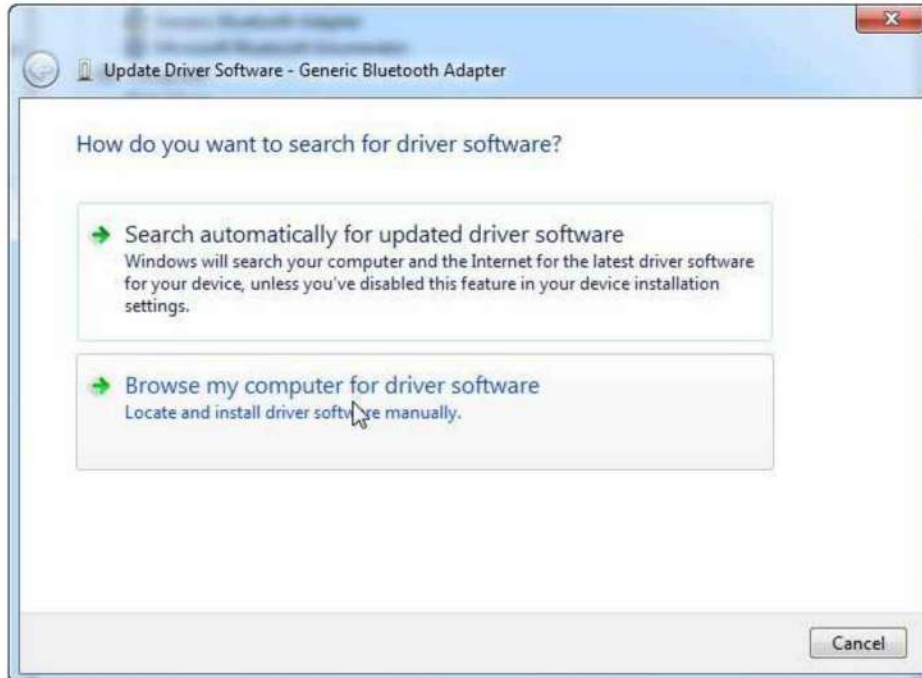 Update Driver Software - Generic Bluetooth Adapter
How do you want to search for driver software?
Search automatically for updated driver software
Windows will search your computer and the Internet for the latest driver software
for your device, unless you've disabled this feature in your device installation
settings.
Browse my computer for driver software
Locate and install driver software manually.
Cancel